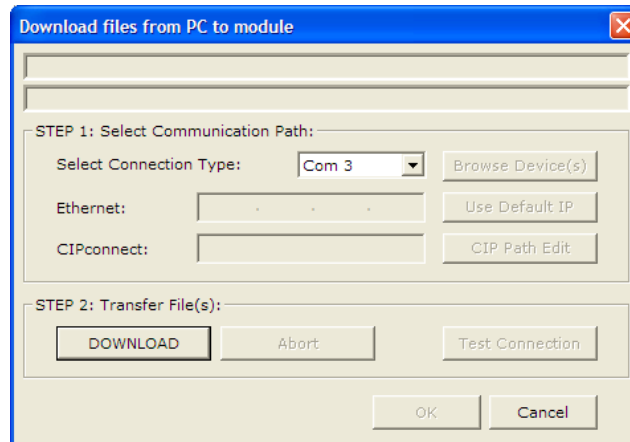 Download files from PC to module
STEP 1: Select Communication Path:
Select Connection Type: Com 3 Browse Device(s)
Ethernet: . . . Use Default IP
CIPconnect: CIP Path Edit
STEP 2: Transfer File(s):
DOWNLOAD Abort Test Connection
OK Cancel